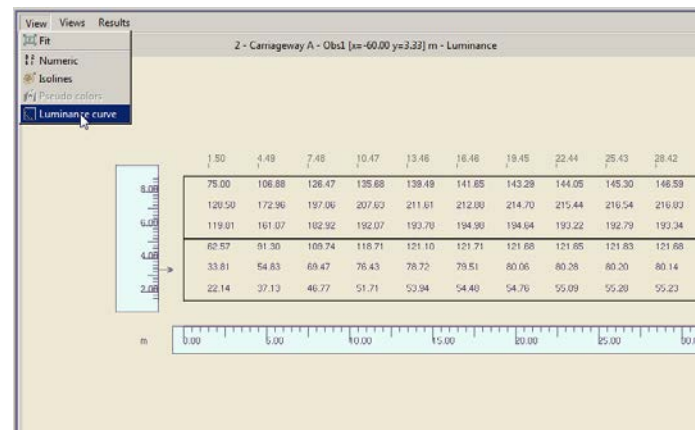 View Views Results
Fit
2 - Carriageway A - Obs1 [x=-60.00 y=3.33] m - Luminance
Numeric
Isolines
Pseudo colors
Luminance curve
1.50 4.49 7.48 10.47 13.46 16.46 19.45 22.44 25.43 28.42
8.00
75.00 106.88 126.47 135.68 139.49 141.65 143.29 144.05 145.30 146.59
128.50 172.96 197.06 207.63 211.61 212.88 214.70 215.44 216.54 216.83
6.00
119.01 161.07 182.92 192.07 193.78 194.98 194.64 193.22 192.79 193.34
62.57 91.30 109.74 118.71 121.10 121.71 121.68 121.65 121.83 121.68
4.00
33.81 54.83 69.47 76.43 78.72 79.51 80.06 80.28 80.20 80.14
2.00
22.14 37.13 46.77 51.71 53.94 54.48 54.76 55.09 55.28 55.23
m 0.00 5.00 10.00 15.00 20.00 25.00